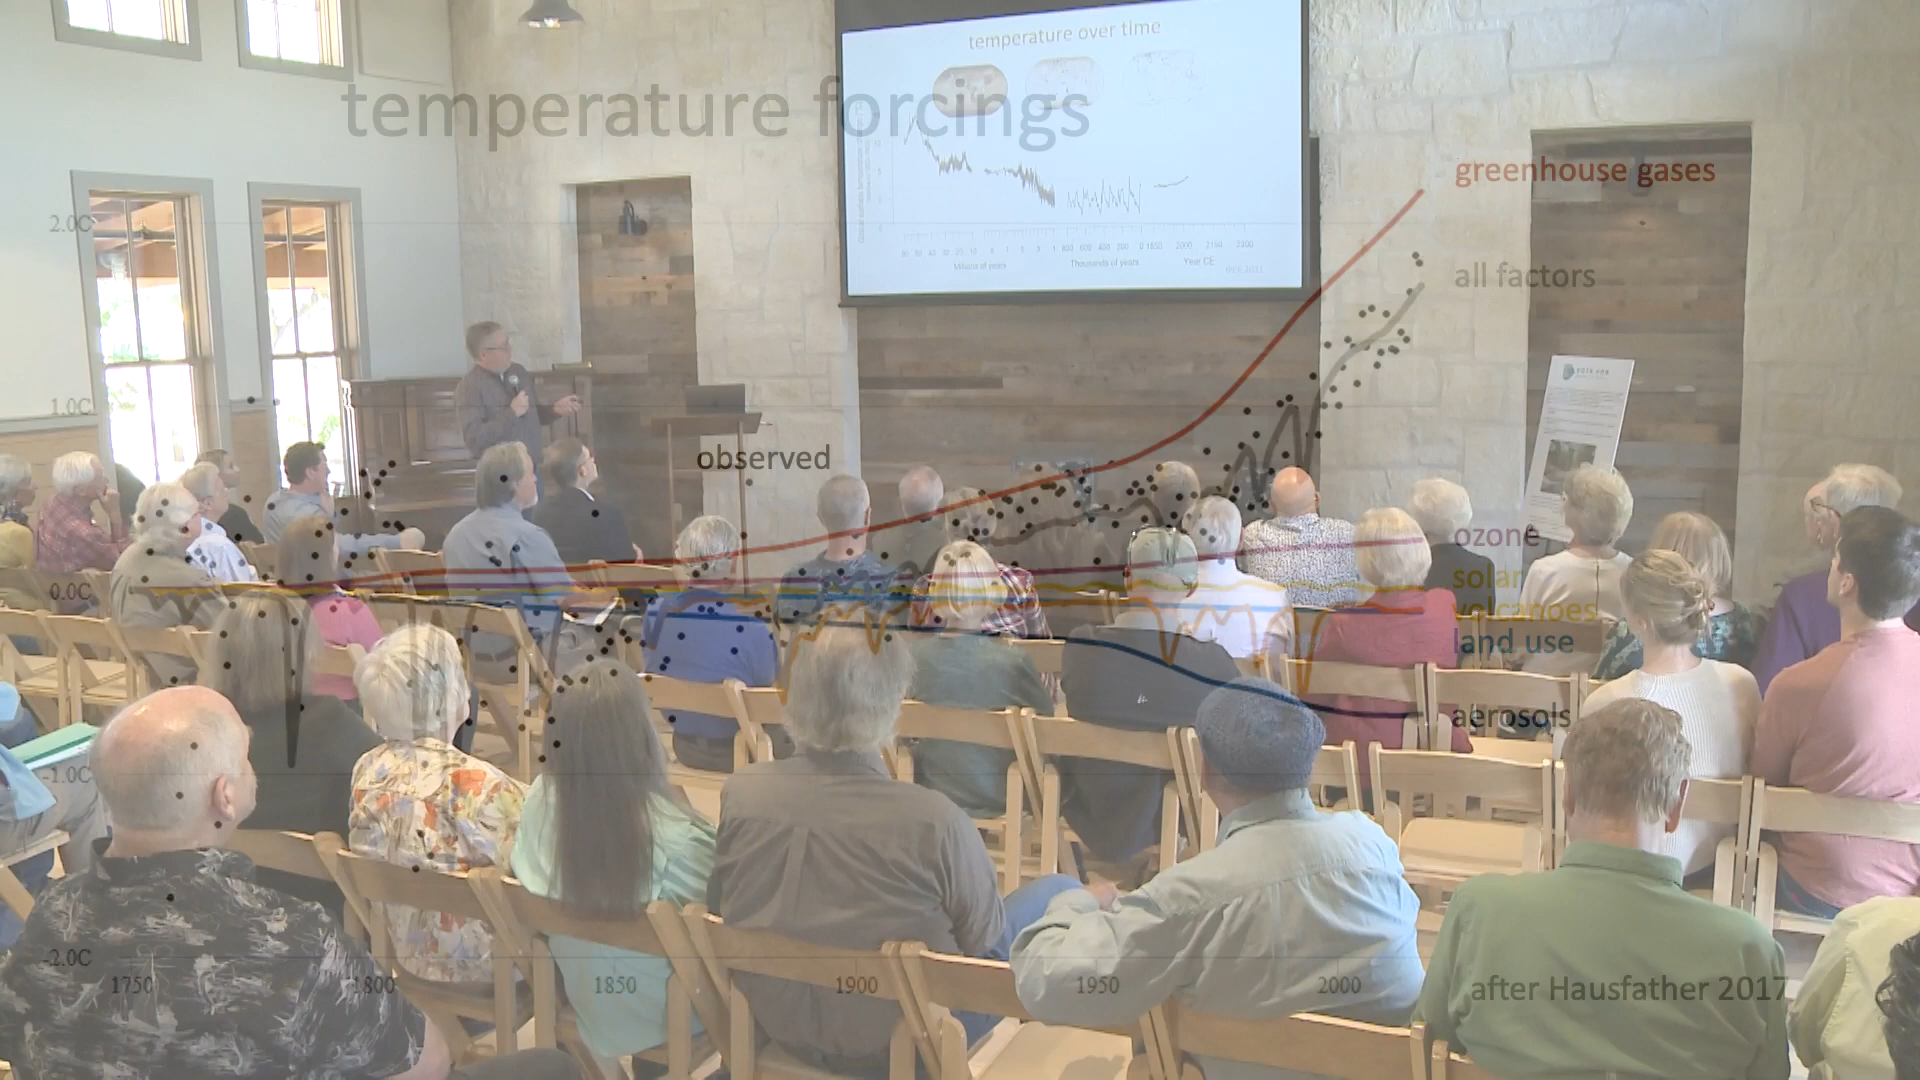 temperature over time
temperature forcings
greenhouse gases
2.0C
all factors
Millions of years
Thousands of years
Year CE
1.0C
observed
ozone
solar
0.0C
volcanoes
land use
aerosols
-1.0C
-2.0C
1750
1800
1850
1900
1950
2000
after Hausfather 2017